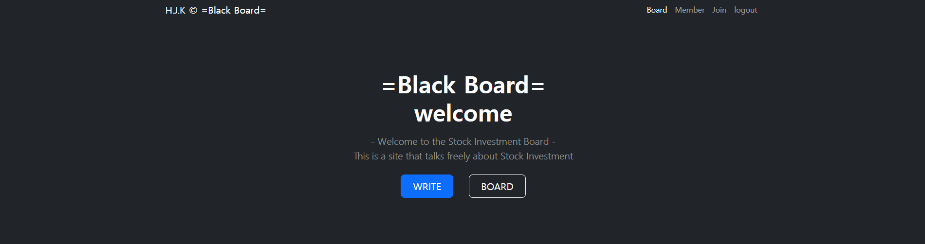 H.J.K © =Black Board=
Board Member Join logout
=Black Board=
welcome
- Welcome to the Stock Investment Board -
This is a site that talks freely about Stock Investment
WRITE BOARD